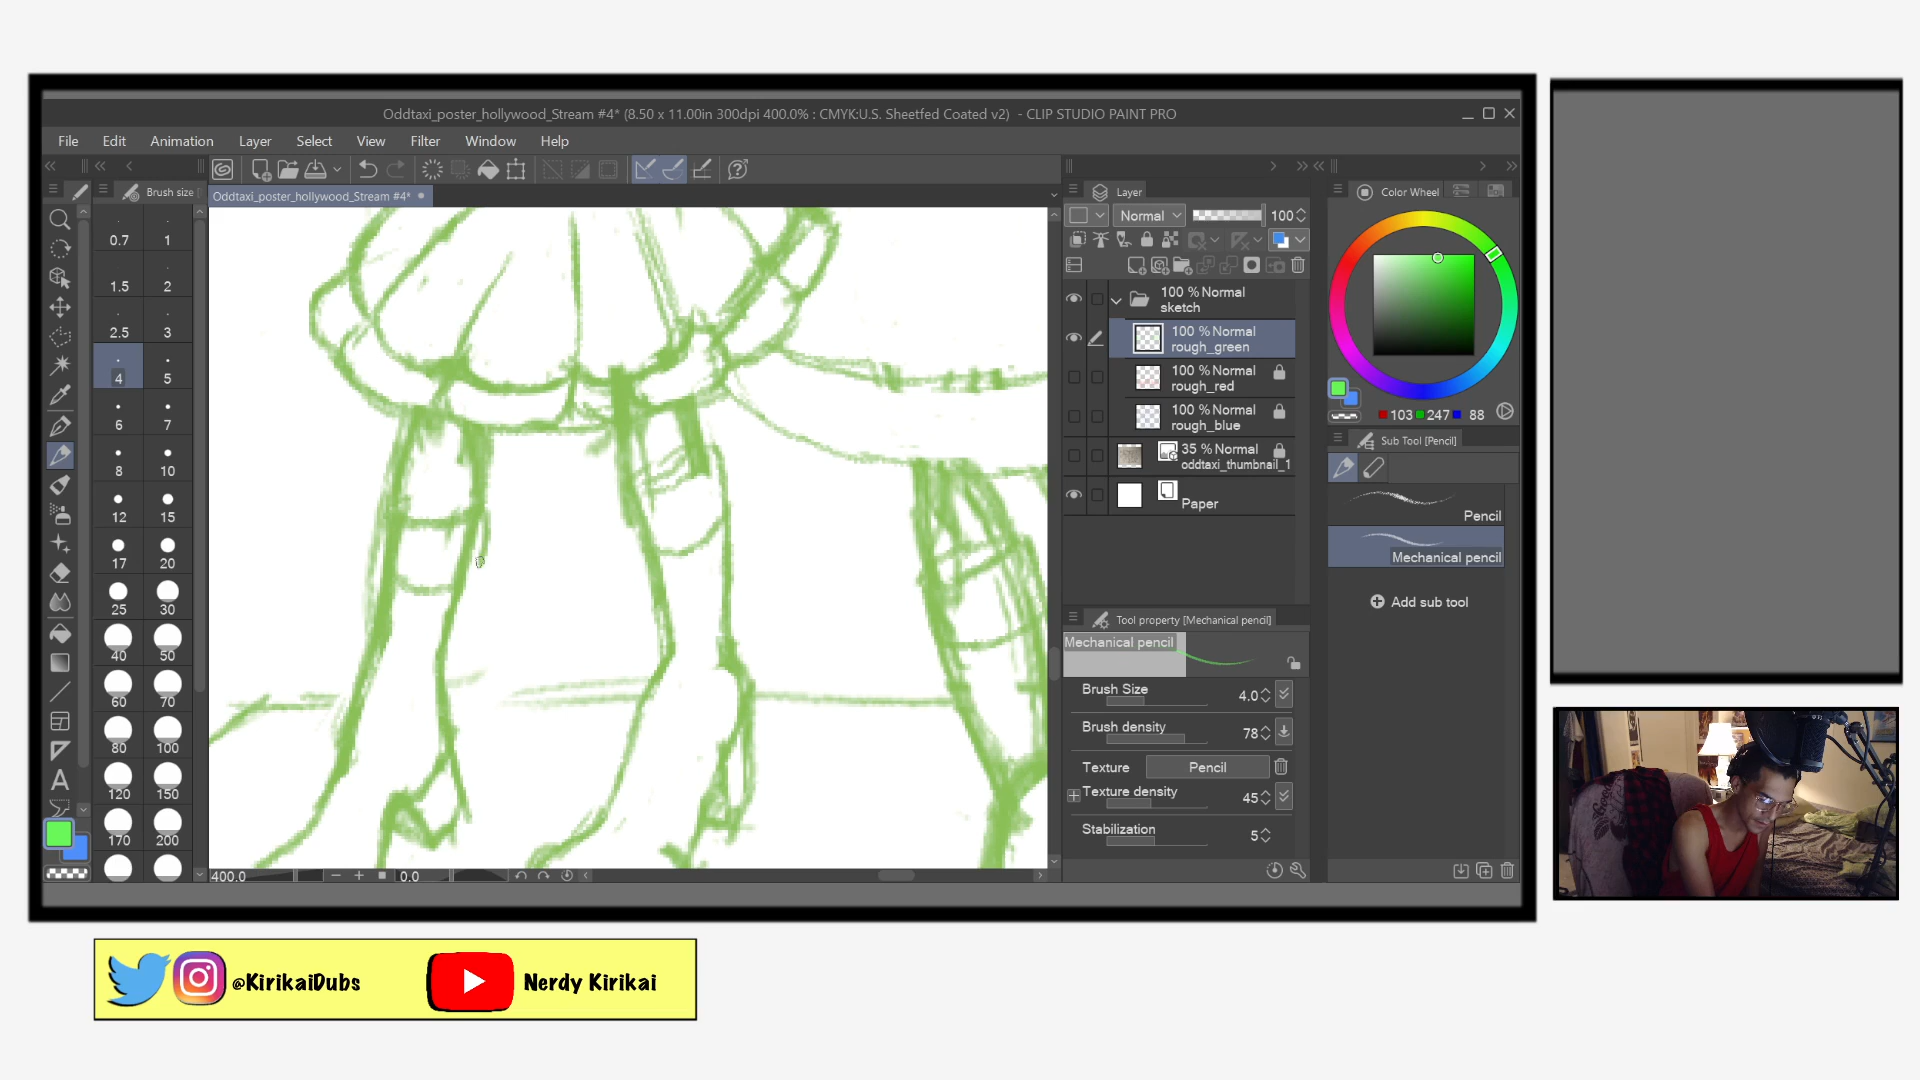 Oddtaxi_poster_hollywood_Stream #4* (8.50 x 11.00in 300dpi 400.0% : CMYK:U.S. Sheetfed Coated v2) - CLIP STUDIO PAINT PRO
File Edit Animation Layer Select View Filter Window Help
Brush size
Oddtaxi_poster_hollywood_Stream #4*
0.7 1
1.5 2
2.5 3
4 5
6 7
8 10
12 15
17 20
25 30
40 50
60 70
80 100
120 150
170 200
400.0
0.0
Layer
Normal 100
100 % Normal
sketch
100 % Normal
rough_green
100 % Normal
rough_red
100 % Normal
rough_blue
35 % Normal
oddtaxi_thumbnail_1
Paper
Tool property [Mechanical pencil]
Mechanical pencil
Brush Size 4.0
Brush density 78
Texture Pencil
Texture density 45
Stabilization 5
Color Wheel
103 247 88
Sub Tool [Pencil]
Pencil
Mechanical pencil
Add sub tool
@KirikaiDubs
Nerdy Kirikai